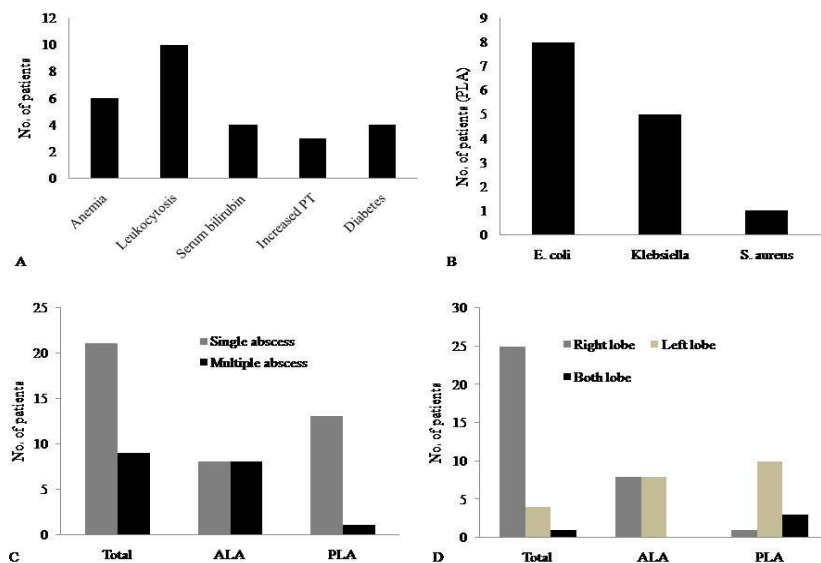 No. of patients
12
10
8
6
4
2
0
Anemia
Leukocytosis
Serum bilirubin
Increased PT
Diabetes
A
No. of patients (PLA)
9
8
7
6
5
4
3
2
1
0
E. coli
Klebsiella
S. aureus
B
No. of patients
25
20
15
10
5
0
Single abscess
Multiple abscess
Total
ALA
PLA
C
No. of patients
30
25
20
15
10
5
0
Right lobe
Left lobe
Both lobe
Total
ALA
PLA
D